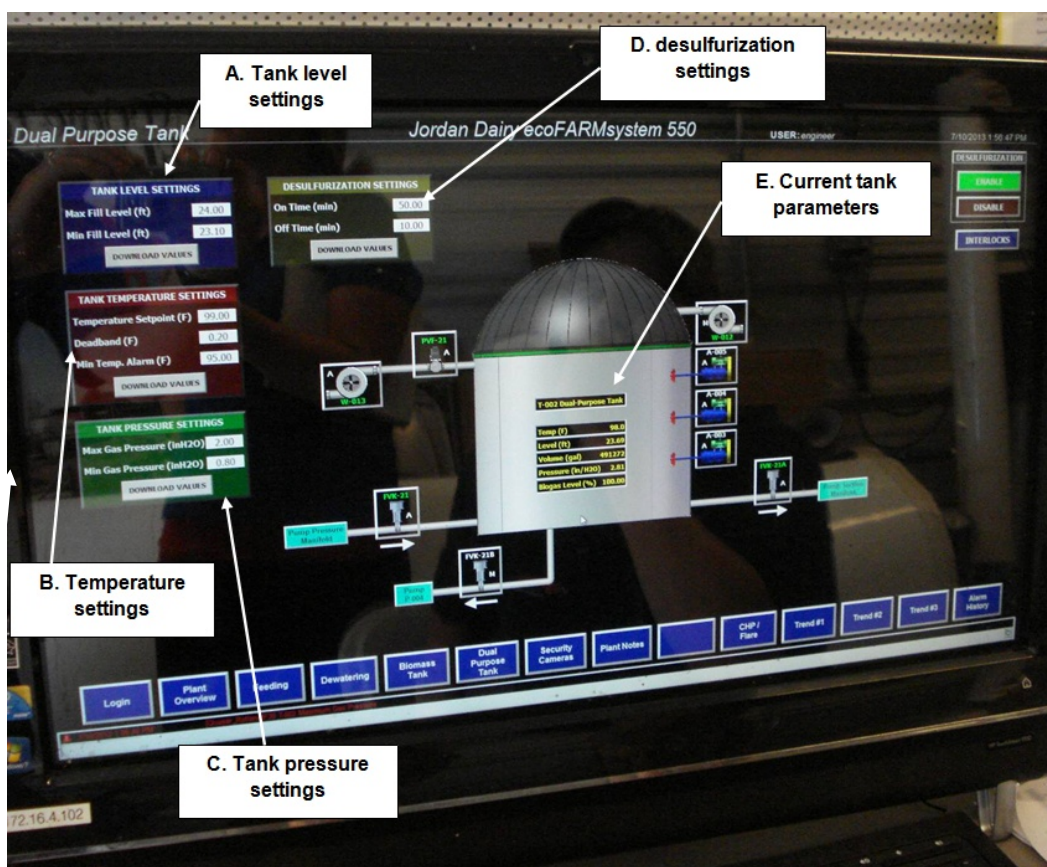 A. Tank level
settings
D. desulfurization
settings
Dual Purpose Tank
Jordan Dairy ecoFARMsystem 550
USER: engineer
7/10/2013 1:56:47 PM
TANK LEVEL SETTINGS
Max Fill Level (ft) 24.00
Min Fill Level (ft) 23.10
DOWNLOAD VALUES
DESULFURIZATION SETTINGS
On Time (min) 50.00
Off Time (min) 10.00
DOWNLOAD VALUES
E. Current tank
parameters
DESULFURIZATION
ENABLE
DISABLE
INTERLOCKS
TANK TEMPERATURE SETTINGS
Temperature Setpoint (F) 99.00
Deadband (F) 0.20
Min Temp. Alarm (F) 95.00
DOWNLOAD VALUES
TANK PRESSURE SETTINGS
Max Gas Pressure (inH2O) 2.00
Min Gas Pressure (inH2O) 0.80
DOWNLOAD VALUES
PVF-21
A
A
W-013
M
W-012
A-005
A
A-004
A
A-003
A
T-002 Dual-Purpose Tank
Temp (F) 98.0
Level (ft) 23.69
Volume (gal) 491272
Pressure (in/H2O) 2.01
Biogas Level (%) 100.00
FVK-21
A
FVK-21A
A
Pump Pressure
Manifold
FVK-21B
M
Pump
P-004
B. Temperature
settings
Login
Plant
Overview
Feeding
Dewatering
Biomass
Tank
Dual
Purpose
Tank
Security
Cameras
Plant Notes
CHP /
Flare
Trend #1
Trend #2
Trend #3
Alarm
History
C. Tank pressure
settings
172.16.4.102